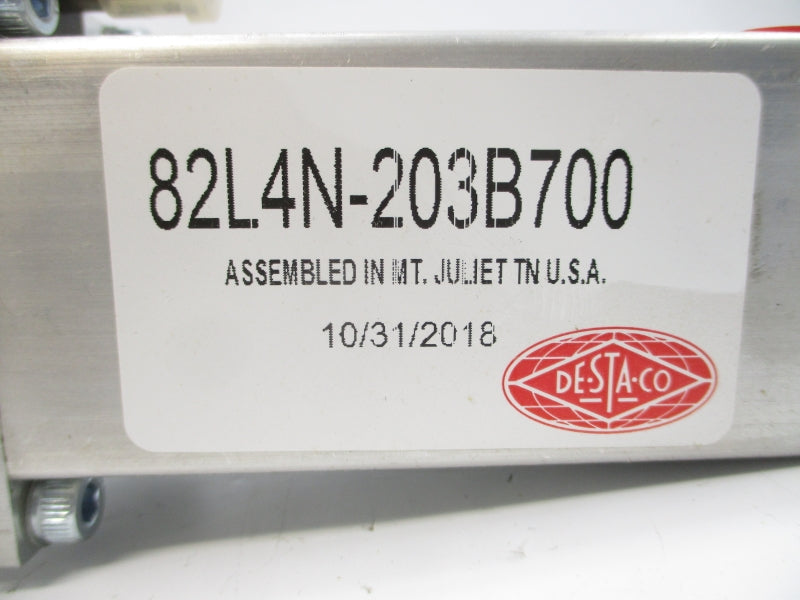 82L4N-203B700
ASSEMBLED IN MT. JULIET TN U.S.A.
10/31/2018
DE-STA-CO